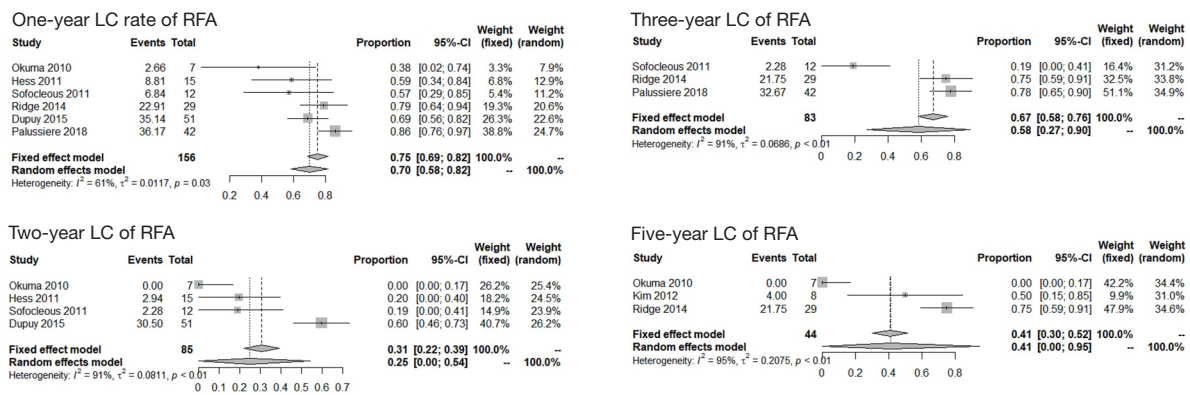 One-year LC rate of RFA
Weight Weight
Study Events Total Proportion 95%-CI (fixed) (random)
Okuma 2010 2.66 7 0.38 [0.02; 0.74] 3.3% 7.9%
Hess 2011 8.81 15 0.59 [0.34; 0.84] 6.8% 12.9%
Sofocleous 2011 6.84 12 0.57 [0.29; 0.85] 5.4% 11.2%
Ridge 2014 22.91 29 0.79 [0.64; 0.94] 19.3% 20.6%
Dupuy 2015 35.14 51 0.69 [0.56; 0.82] 26.3% 22.6%
Palussiere 2018 36.17 42 0.86 [0.76; 0.97] 38.8% 24.7%
Fixed effect model 156 0.75 [0.69; 0.82] 100.0% --
Random effects model 0.70 [0.58; 0.82] -- 100.0%
Heterogeneity: I² = 61%, τ² = 0.0117, p = 0.03
0.2 0.4 0.6 0.8
Three-year LC of RFA
Weight Weight
Study Events Total Proportion 95%-CI (fixed) (random)
Sofocleous 2011 2.28 12 0.19 [0.00; 0.41] 16.4% 31.2%
Ridge 2014 21.75 29 0.75 [0.59; 0.91] 32.5% 33.8%
Palussiere 2018 32.67 42 0.78 [0.65; 0.90] 51.1% 34.9%
Fixed effect model 83 0.67 [0.58; 0.76] 100.0% --
Random effects model 0.58 [0.27; 0.90] -- 100.0%
Heterogeneity: I² = 91%, τ² = 0.0686, p < 0.01
0 0.2 0.4 0.6 0.8
Two-year LC of RFA
Weight Weight
Study Events Total Proportion 95%-CI (fixed) (random)
Okuma 2010 0.00 7 0.00 [0.00; 0.17] 26.2% 25.4%
Hess 2011 2.94 15 0.20 [0.00; 0.40] 18.2% 24.5%
Sofocleous 2011 2.28 12 0.19 [0.00; 0.41] 14.9% 23.9%
Dupuy 2015 30.50 51 0.60 [0.46; 0.73] 40.7% 26.2%
Fixed effect model 85 0.31 [0.22; 0.39] 100.0% --
Random effects model 0.25 [0.00; 0.54] -- 100.0%
Heterogeneity: I² = 91%, τ² = 0.0811, p < 0.01
0 0.1 0.2 0.3 0.4 0.5 0.6 0.7
Five-year LC of RFA
Weight Weight
Study Events Total Proportion 95%-CI (fixed) (random)
Okuma 2010 0.00 7 0.00 [0.00; 0.17] 42.2% 34.4%
Kim 2012 4.00 8 0.50 [0.15; 0.85] 9.9% 31.0%
Ridge 2014 21.75 29 0.75 [0.59; 0.91] 47.9% 34.6%
Fixed effect model 44 0.41 [0.30; 0.52] 100.0% --
Random effects model 0.41 [0.00; 0.95] -- 100.0%
Heterogeneity: I² = 95%, τ² = 0.2075, p < 0.01
0 0.2 0.4 0.6 0.8